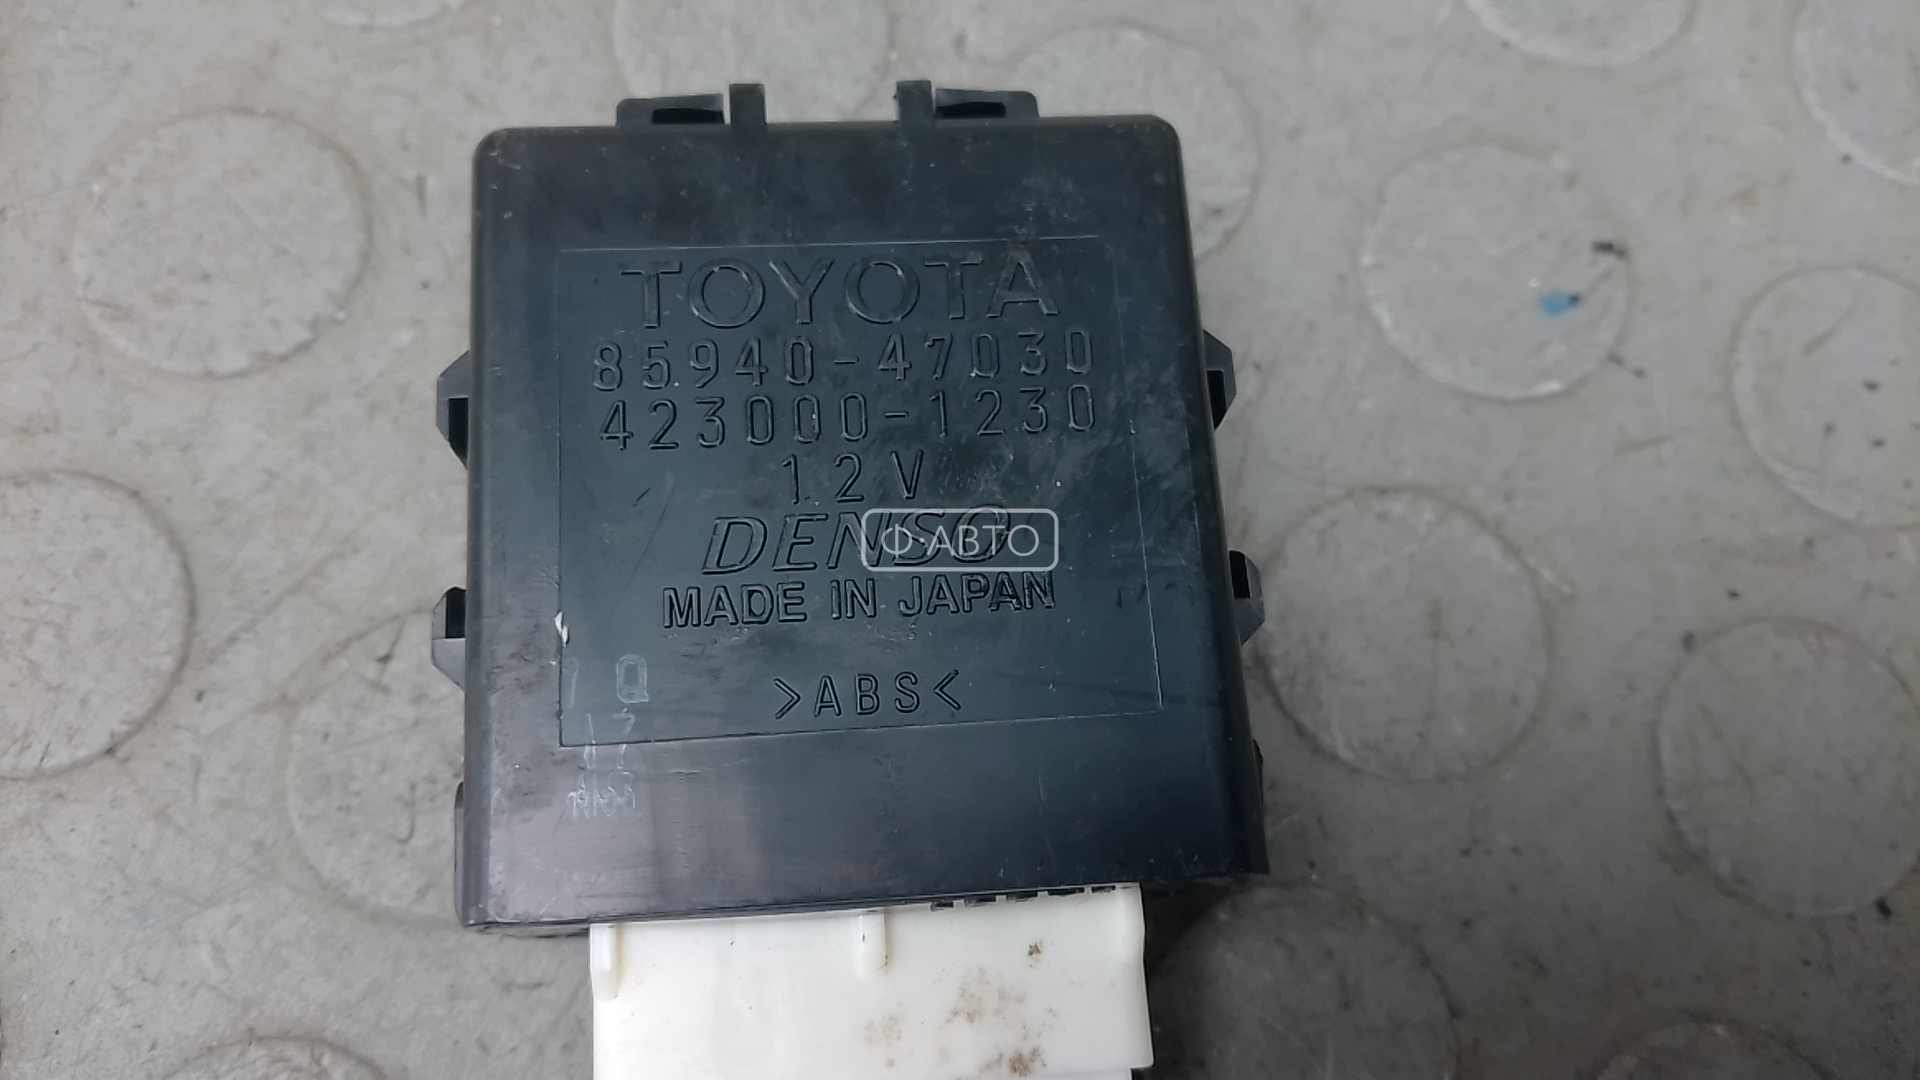 TOYOTA
85940-47030
423000-1230
12V
DENSO
Ф·АВТО
MADE IN JAPAN
>ABS<
Q